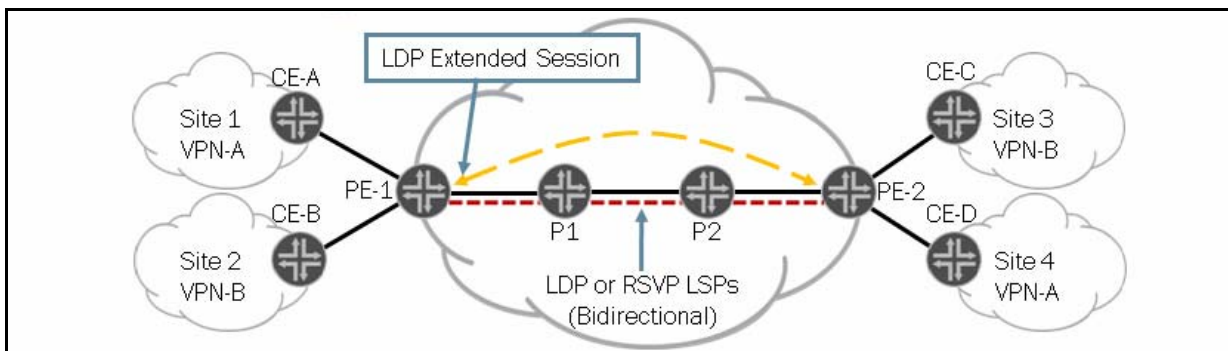 LDP Extended Session
CE-A
Site 1
VPN-A
CE-B
Site 2
VPN-B
PE-1
P1
P2
PE-2
LDP or RSVP LSPs
(Bidirectional)
CE-C
Site 3
VPN-B
CE-D
Site 4
VPN-A